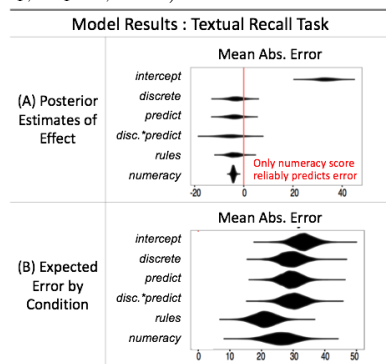 Model Results : Textual Recall Task
Mean Abs. Error
(A) Posterior
Estimates of
Effect
intercept
discrete
predict
disc.*predict
rules
numeracy
Only numeracy score
reliably predicts error
-20 0 20 40
Mean Abs. Error
(B) Expected
Error by
Condition
intercept
discrete
predict
disc.*predict
rules
numeracy
0 10 20 30 40 50